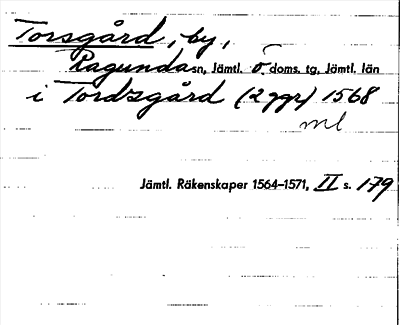 Torsgård, by,
Ragunda sn, Jämtl. ö. doms. tg, Jämtl. län
i Tordzgård (2 ggr) 1568
ml
Jämtl. Räkenskaper 1564–1571, II s. 179